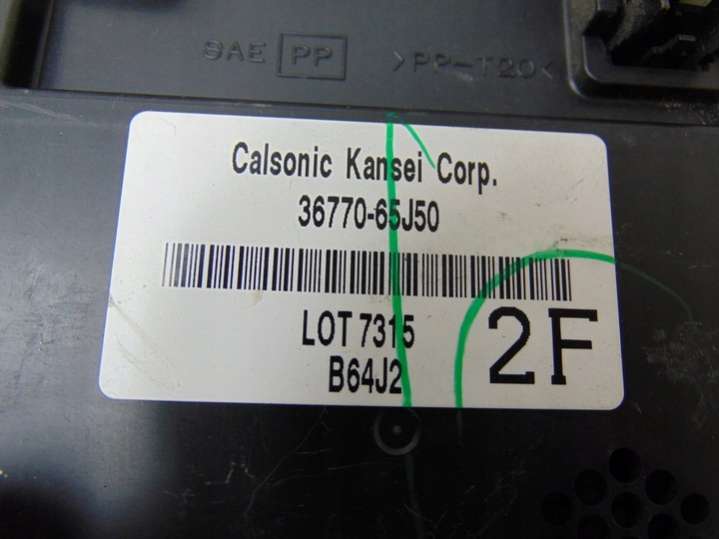 SAE PP >PP-T20<
Calsonic Kansei Corp.
36770-65J50
LOT 7315
B64J2
2F